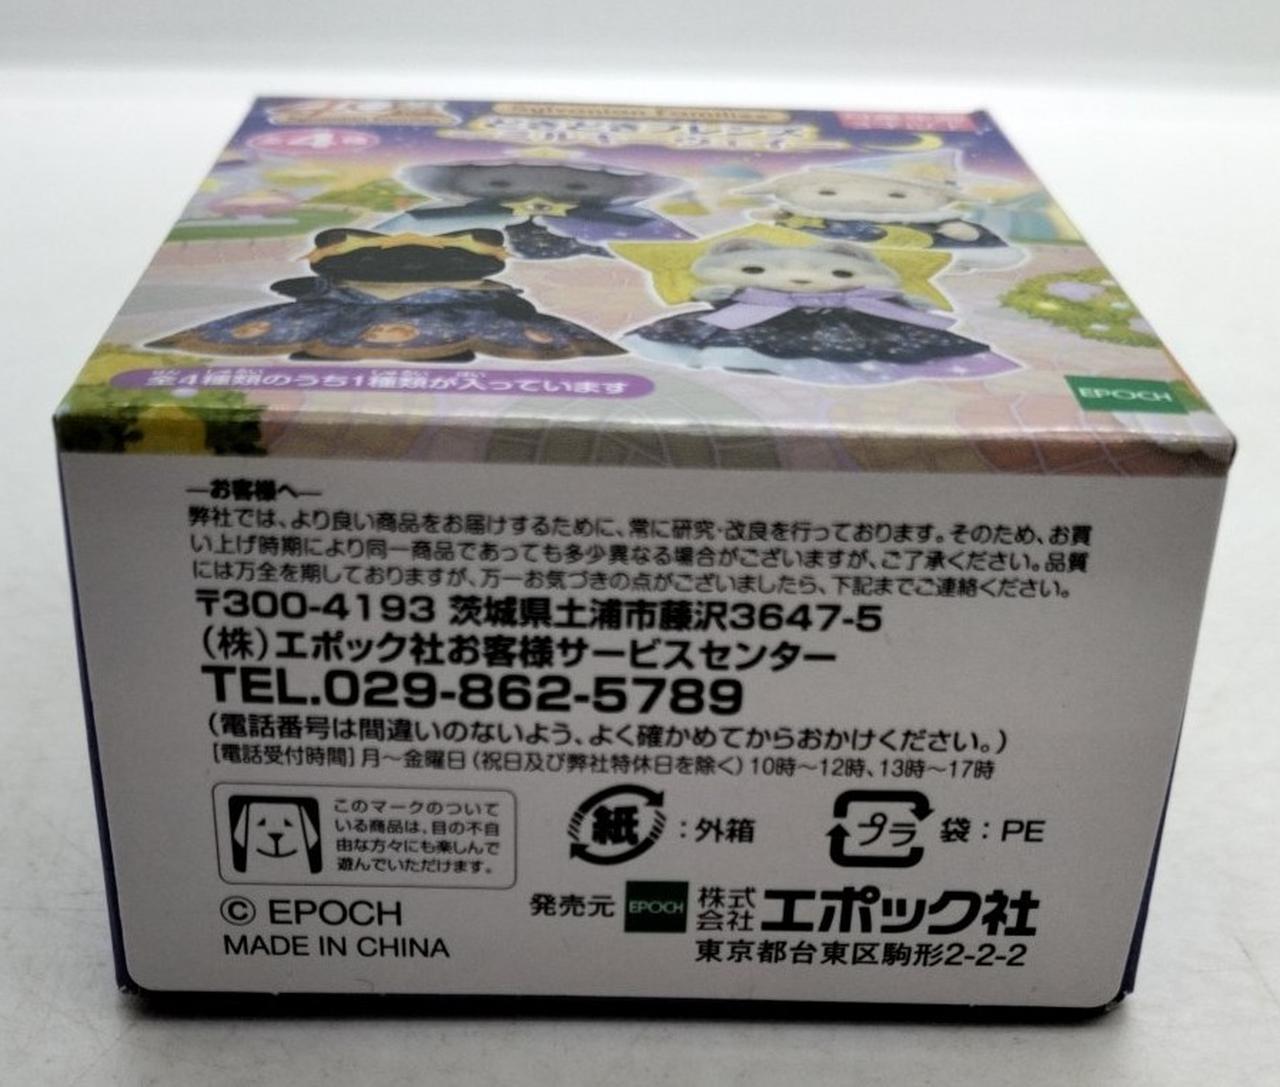 Sylvanian Families
全4種
全4種類のうち1種類が入っています
EPOCH
―お客様へ―
弊社では、より良い商品をお届けするために、常に研究・改良を行っております。そのため、お買
い上げ時期により同一商品であっても多少異なる場合がございますが、ご了承ください。品質
には万全を期しておりますが、万一お気づきの点がございましたら、下記までご連絡ください。
〒300-4193 茨城県土浦市藤沢3647-5
(株)エポック社お客様サービスセンター
TEL.029-862-5789
(電話番号は間違いのないよう、よく確かめてからおかけください。)
[電話受付時間]月～金曜日(祝日及び弊社特休日を除く)10時～12時、13時～17時
このマークのついて
いる商品は、目の不自
由な方々にも楽しんで
遊んでいただけます。
紙:外箱
プラ 袋:PE
© EPOCH
MADE IN CHINA
発売元 EPOCH 株式会社エポック社
東京都台東区駒形2-2-2